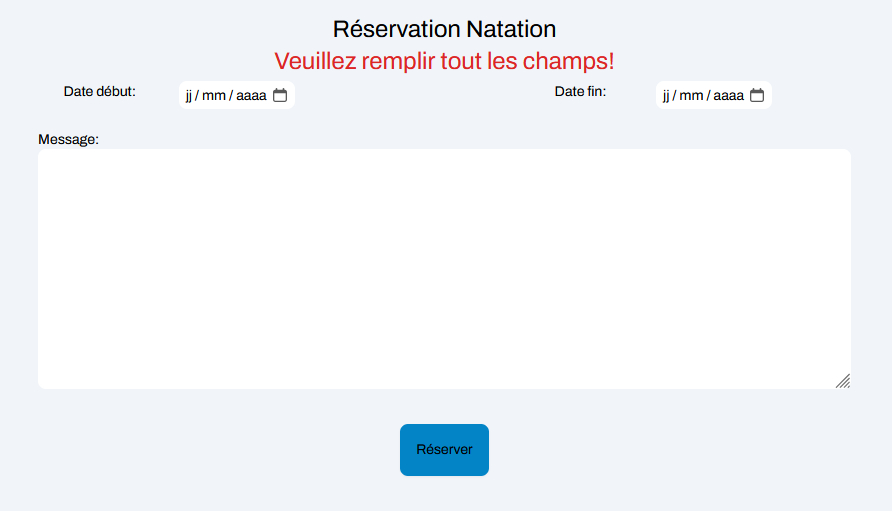 Réservation Natation
Veuillez remplir tout les champs!
Date début: jj / mm / aaaa Date fin: jj / mm / aaaa
Message:
Réserver